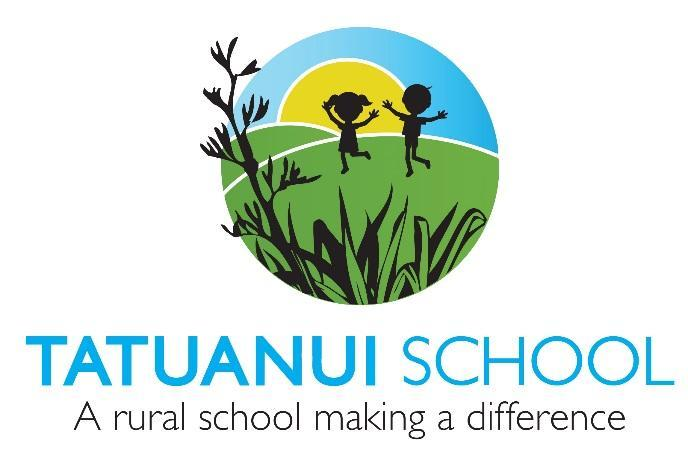 TATUANUI SCHOOL
A rural school making a difference